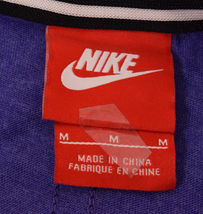 NIKE
M M M
MADE IN CHINA
FABRIQUE EN CHINE